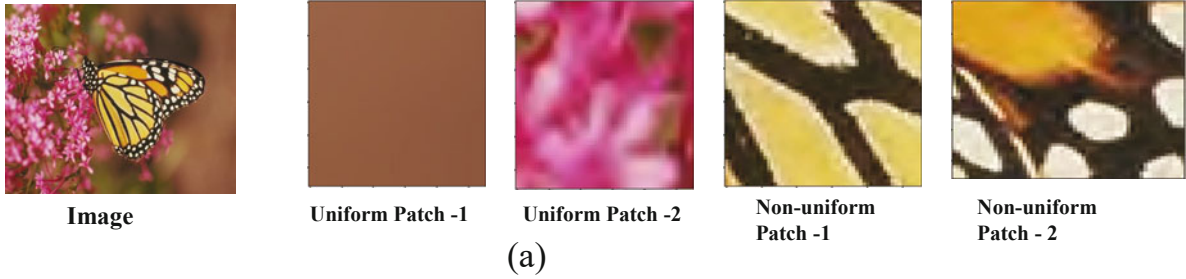 Image
Uniform Patch -1
Uniform Patch -2
Non-uniform
Patch -1
Non-uniform
Patch - 2
(a)